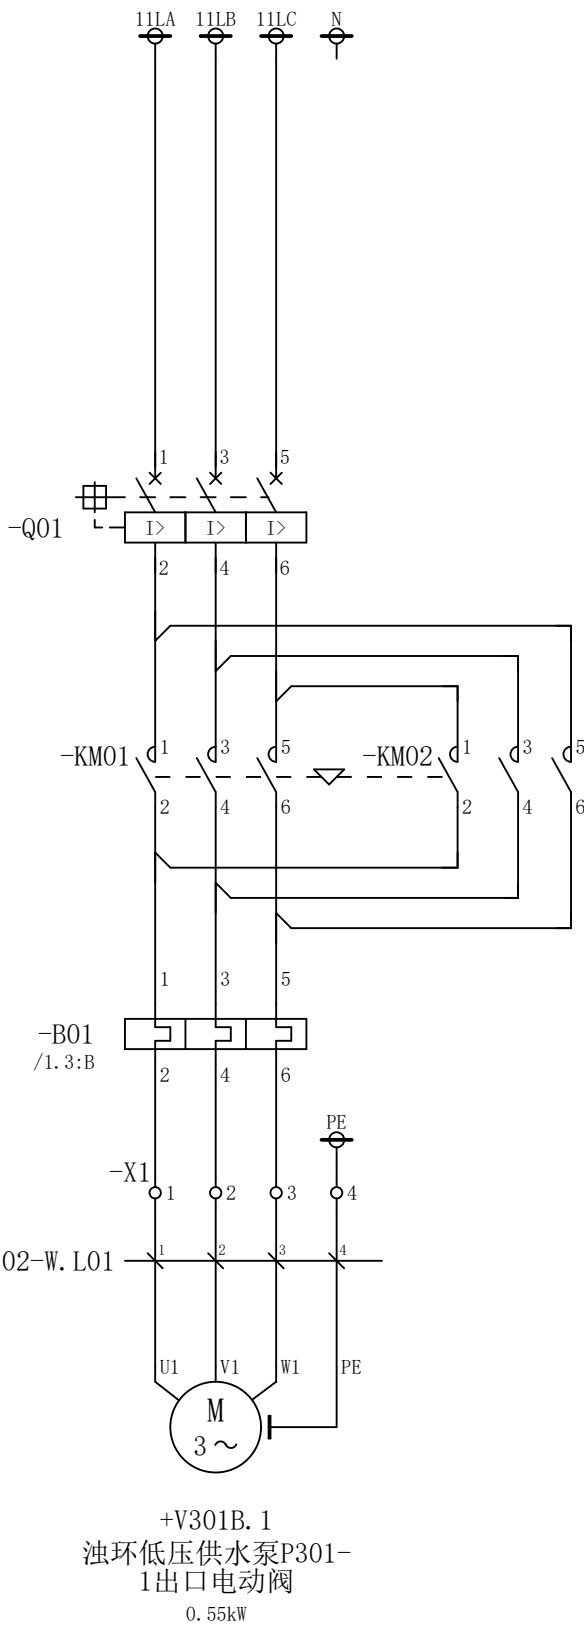 11LA 11LB 11LC N
1 3 5
-Q01 I> I> I>
2 4 6
-KM01 1 3 5 -KM02 1 3 5
2 4 6 2 4 6
1 3 5
-B01
/1.3:B
2 4 6
PE
-X1 1 2 3 4
02-W.L01 1 2 3 4
U1 V1 W1 PE
M
3 ~
+V301B.1
浊环低压供水泵P301-
1出口电动阀
0.55kW